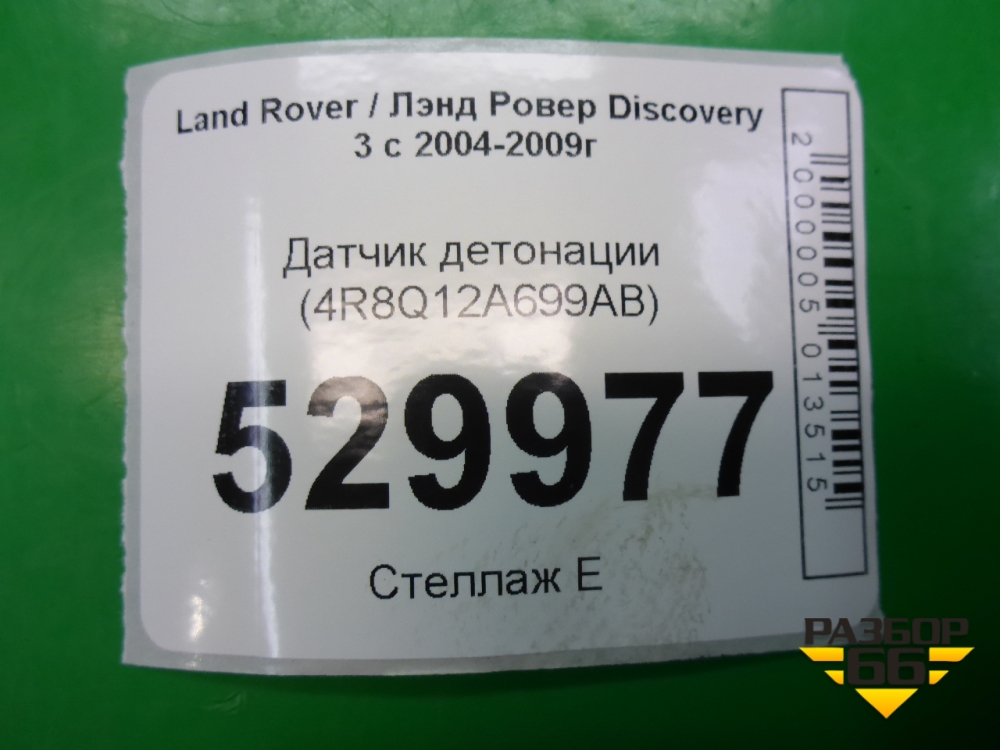 Land Rover / Лэнд Ровер Discovery
3 с 2004-2009г
Датчик детонации
(4R8Q12A699AB)
529977
Стеллаж Е
2000005013515
РАЗБОР
66